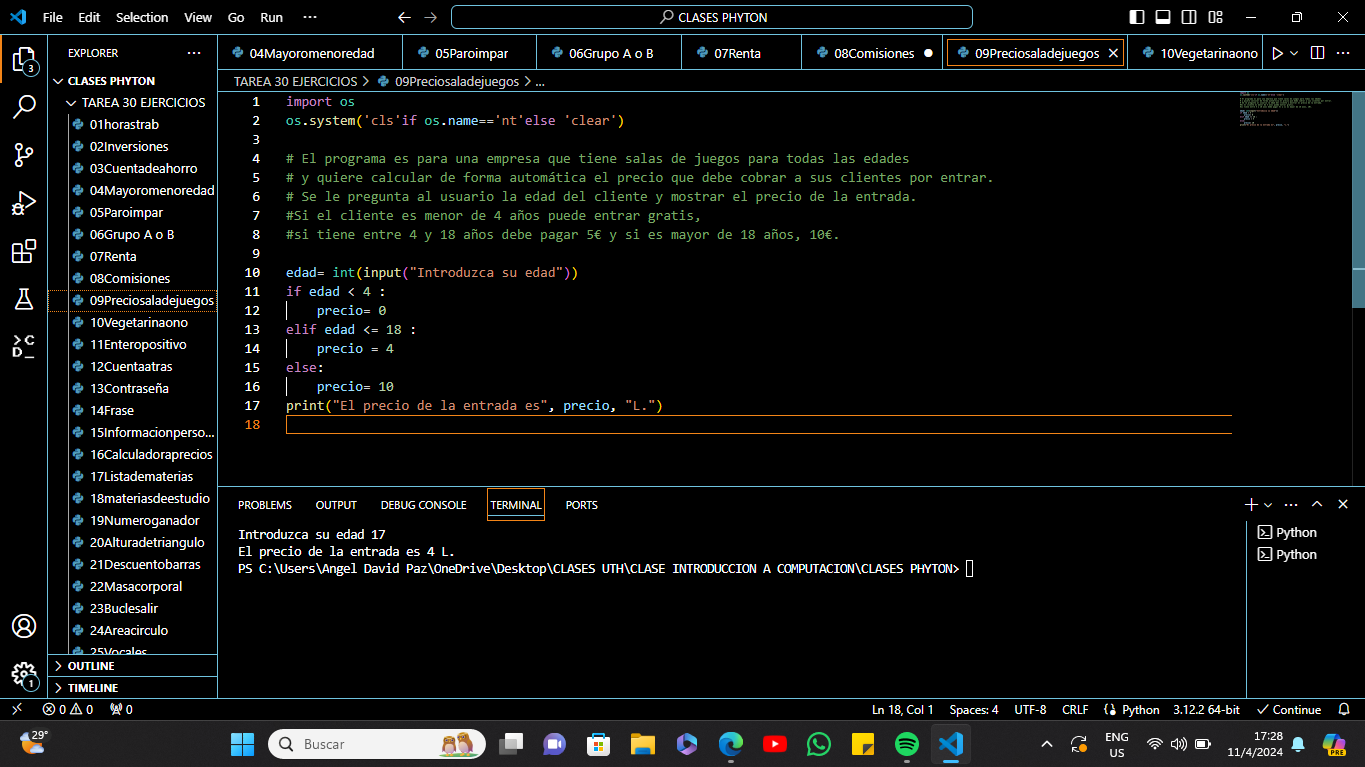 File Edit Selection View Go Run ··· CLASES PHYTON
EXPLORER ···
04Mayoromenoredad 05Paroimpar 06Grupo A o B 07Renta 08Comisiones 09Preciosaladejuegos 10Vegetarinaono
CLASES PHYTON
TAREA 30 EJERCICIOS
01horastrab
02Inversiones
03Cuentadeahorro
04Mayoromenoredad
05Paroimpar
06Grupo A o B
07Renta
08Comisiones
09Preciosaladejuegos
10Vegetarinaono
11Enteropositivo
12Cuentaatras
13Contraseña
14Frase
15Informacionperso...
16Calculadoraprecios
17Listadematerias
18materiasdeestudio
19Numeroganador
20Alturadetriangulo
21Descuentobarras
22Masacorporal
23Buclesalir
24Areacirculo
25Vocales
OUTLINE
TIMELINE
3
1
TAREA 30 EJERCICIOS > 09Preciosaladejuegos > ...
1 import os
2 os.system('cls'if os.name=='nt'else 'clear')
3
4 # El programa es para una empresa que tiene salas de juegos para todas las edades
5 # y quiere calcular de forma automática el precio que debe cobrar a sus clientes por entrar.
6 # Se le pregunta al usuario la edad del cliente y mostrar el precio de la entrada.
7 #Si el cliente es menor de 4 años puede entrar gratis,
8 #si tiene entre 4 y 18 años debe pagar 5€ y si es mayor de 18 años, 10€.
9
10 edad= int(input("Introduzca su edad"))
11 if edad < 4 :
12 precio= 0
13 elif edad <= 18 :
14 precio = 4
15 else:
16 precio= 10
17 print("El precio de la entrada es", precio, "L.")
18
PROBLEMS OUTPUT DEBUG CONSOLE TERMINAL PORTS
Introduzca su edad 17
El precio de la entrada es 4 L.
PS C:\Users\Angel David Paz\OneDrive\Desktop\CLASES UTH\CLASE INTRODUCCION A COMPUTACION\CLASES PHYTON>
Python
Python
0 0 0 Ln 18, Col 1 Spaces: 4 UTF-8 CRLF Python 3.12.2 64-bit Continue
29° Buscar ENG
US 17:28
11/4/2024 PRE